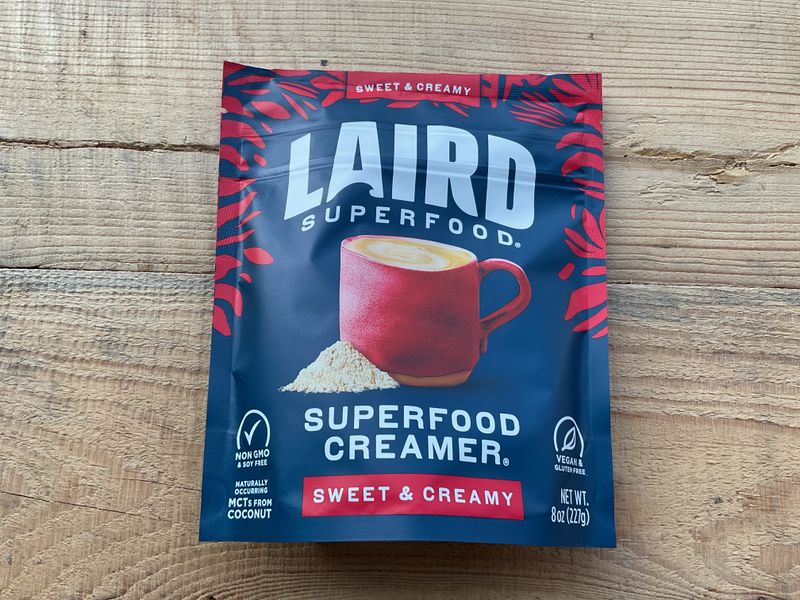 SWEET & CREAMY
LAIRD
SUPERFOOD®
SUPERFOOD
CREAMER®
SWEET & CREAMY
NON GMO
& SOY FREE
NATURALLY
OCCURRING
MCTs FROM
COCONUT
VEGAN &
GLUTEN FREE
NET WT.
8 oz (227g)